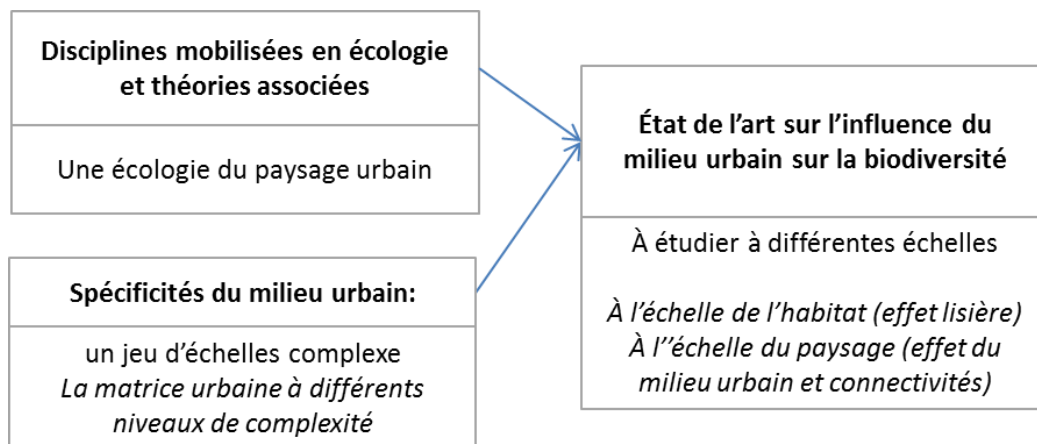 Disciplines mobilisées en écologie
et théories associées
Une écologie du paysage urbain
Spécificités du milieu urbain:
un jeu d’échelles complexe
La matrice urbaine à différents
niveaux de complexité
État de l’art sur l’influence du
milieu urbain sur la biodiversité
À étudier à différentes échelles
À l’échelle de l’habitat (effet lisière)
À l’’échelle du paysage (effet du
milieu urbain et connectivités)